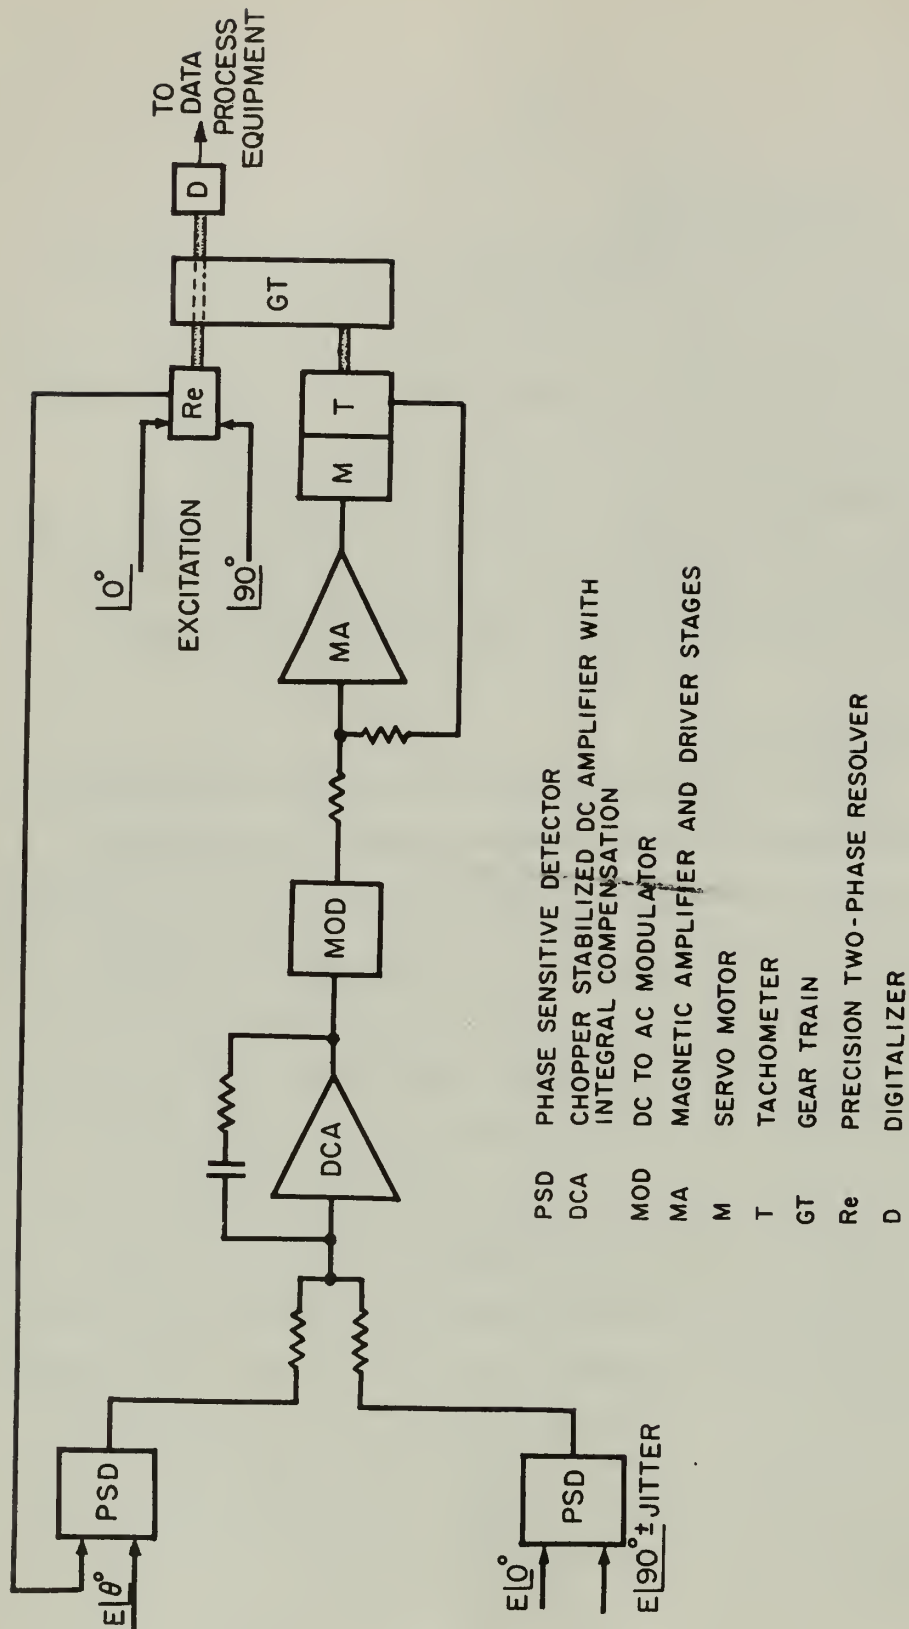 E|θ°
PSD
E|0°
PSD
E|90° ± JITTER
DCA
MOD
MA
M
T
GT
|0°
EXCITATION
|90°
Re
D
TO
DATA
PROCESS
EQUIPMENT
PSD PHASE SENSITIVE DETECTOR
DCA CHOPPER STABILIZED DC AMPLIFIER WITH
INTEGRAL COMPENSATION
MOD DC TO AC MODULATOR
MA MAGNETIC AMPLIFIER AND DRIVER STAGES
M SERVO MOTOR
T TACHOMETER
GT GEAR TRAIN
Re PRECISION TWO-PHASE RESOLVER
D DIGITALIZER